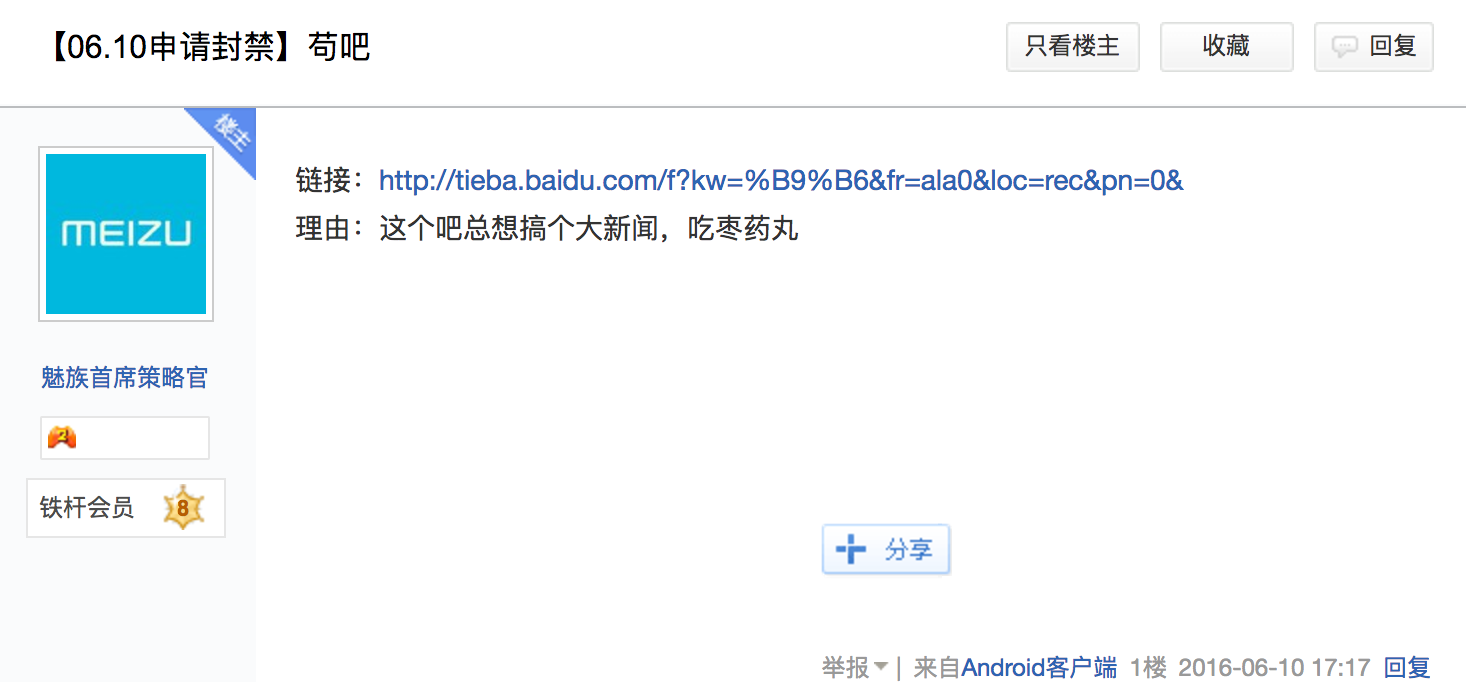 【06.10申请封禁】苟吧
只看楼主
收藏
回复
楼主
MEIZU
链接：http://tieba.baidu.com/f?kw=%B9%B6&fr=ala0&loc=rec&pn=0&
理由：这个吧总想搞个大新闻，吃枣药丸
魅族首席策略官
2
铁杆会员 8
分享
举报 | 来自Android客户端 1楼 2016-06-10 17:17 回复